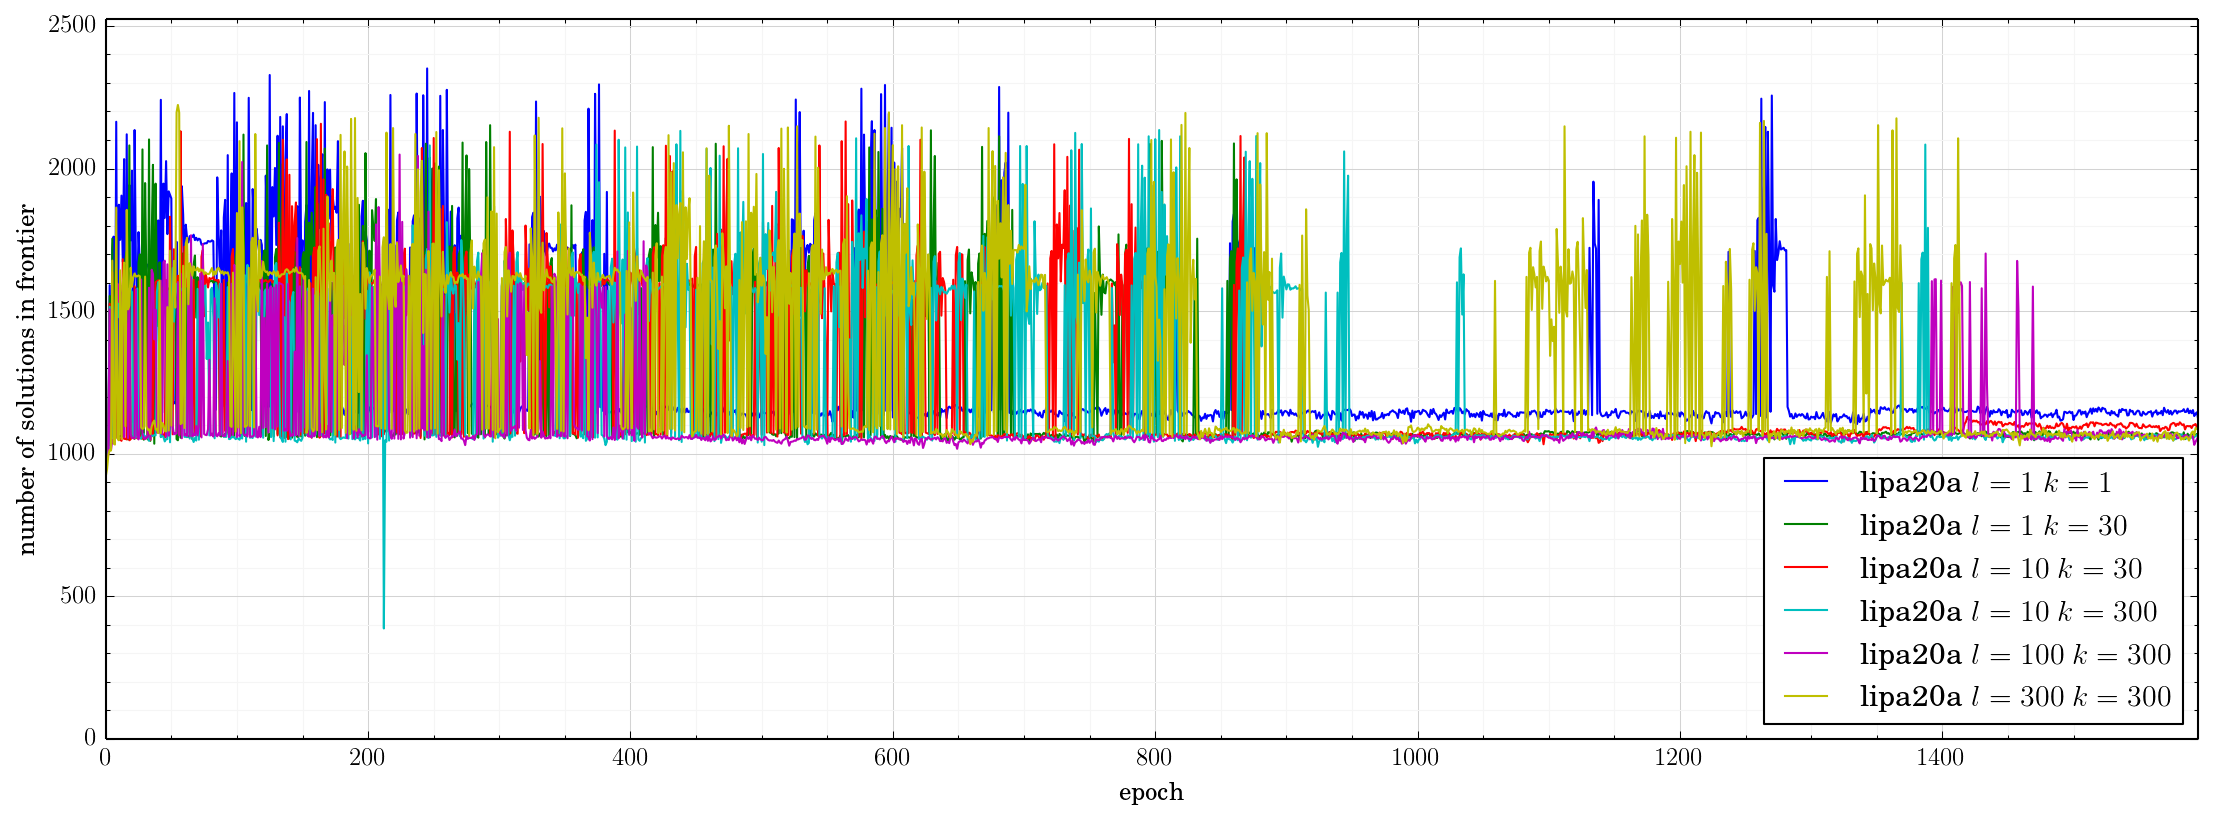 number of solutions in frontier
2500
2000
1500
1000
500
0
0 200 400 600 800 1000 1200 1400
epoch
lipa20a l = 1 k = 1
lipa20a l = 1 k = 30
lipa20a l = 10 k = 30
lipa20a l = 10 k = 300
lipa20a l = 100 k = 300
lipa20a l = 300 k = 300